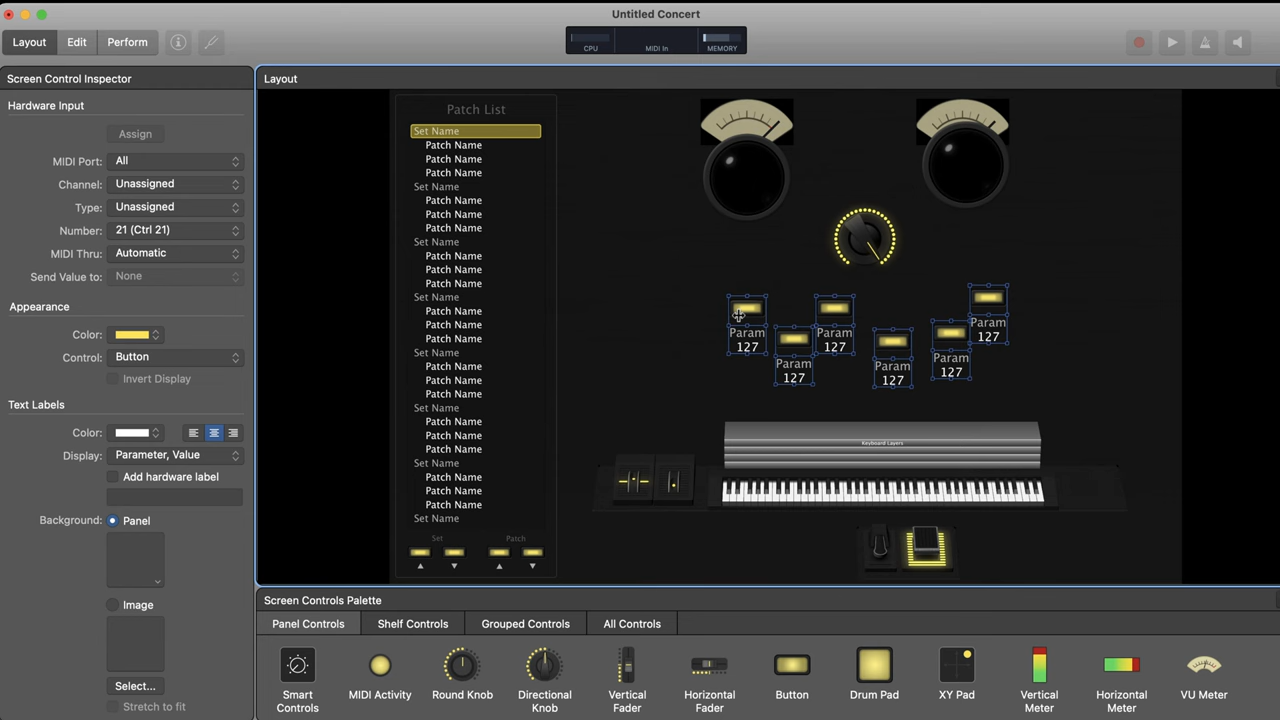 Untitled Concert
Layout Edit Perform
CPU MIDI In MEMORY
Screen Control Inspector
Hardware Input
Assign
MIDI Port: All
Channel: Unassigned
Type: Unassigned
Number: 21 (Ctrl 21)
MIDI Thru: Automatic
Send Value to: None
Appearance
Color:
Control: Button
Invert Display
Text Labels
Color:
Display: Parameter, Value
Add hardware label
Background: Panel
Image
Select...
Stretch to fit
Layout
Patch List
Set Name
Patch Name
Patch Name
Patch Name
Set Name
Patch Name
Patch Name
Patch Name
Set Name
Patch Name
Patch Name
Patch Name
Set Name
Patch Name
Patch Name
Patch Name
Set Name
Patch Name
Patch Name
Patch Name
Set Name
Patch Name
Patch Name
Patch Name
Set Name
Patch Name
Patch Name
Patch Name
Set Name
Set Patch
Param
127
Param
127
Param
127
Param
127
Param
127
Param
127
Keyboard Layers
Screen Controls Palette
Panel Controls Shelf Controls Grouped Controls All Controls
Smart Controls
MIDI Activity
Round Knob
Directional Knob
Vertical Fader
Horizontal Fader
Button
Drum Pad
XY Pad
Vertical Meter
Horizontal Meter
VU Meter